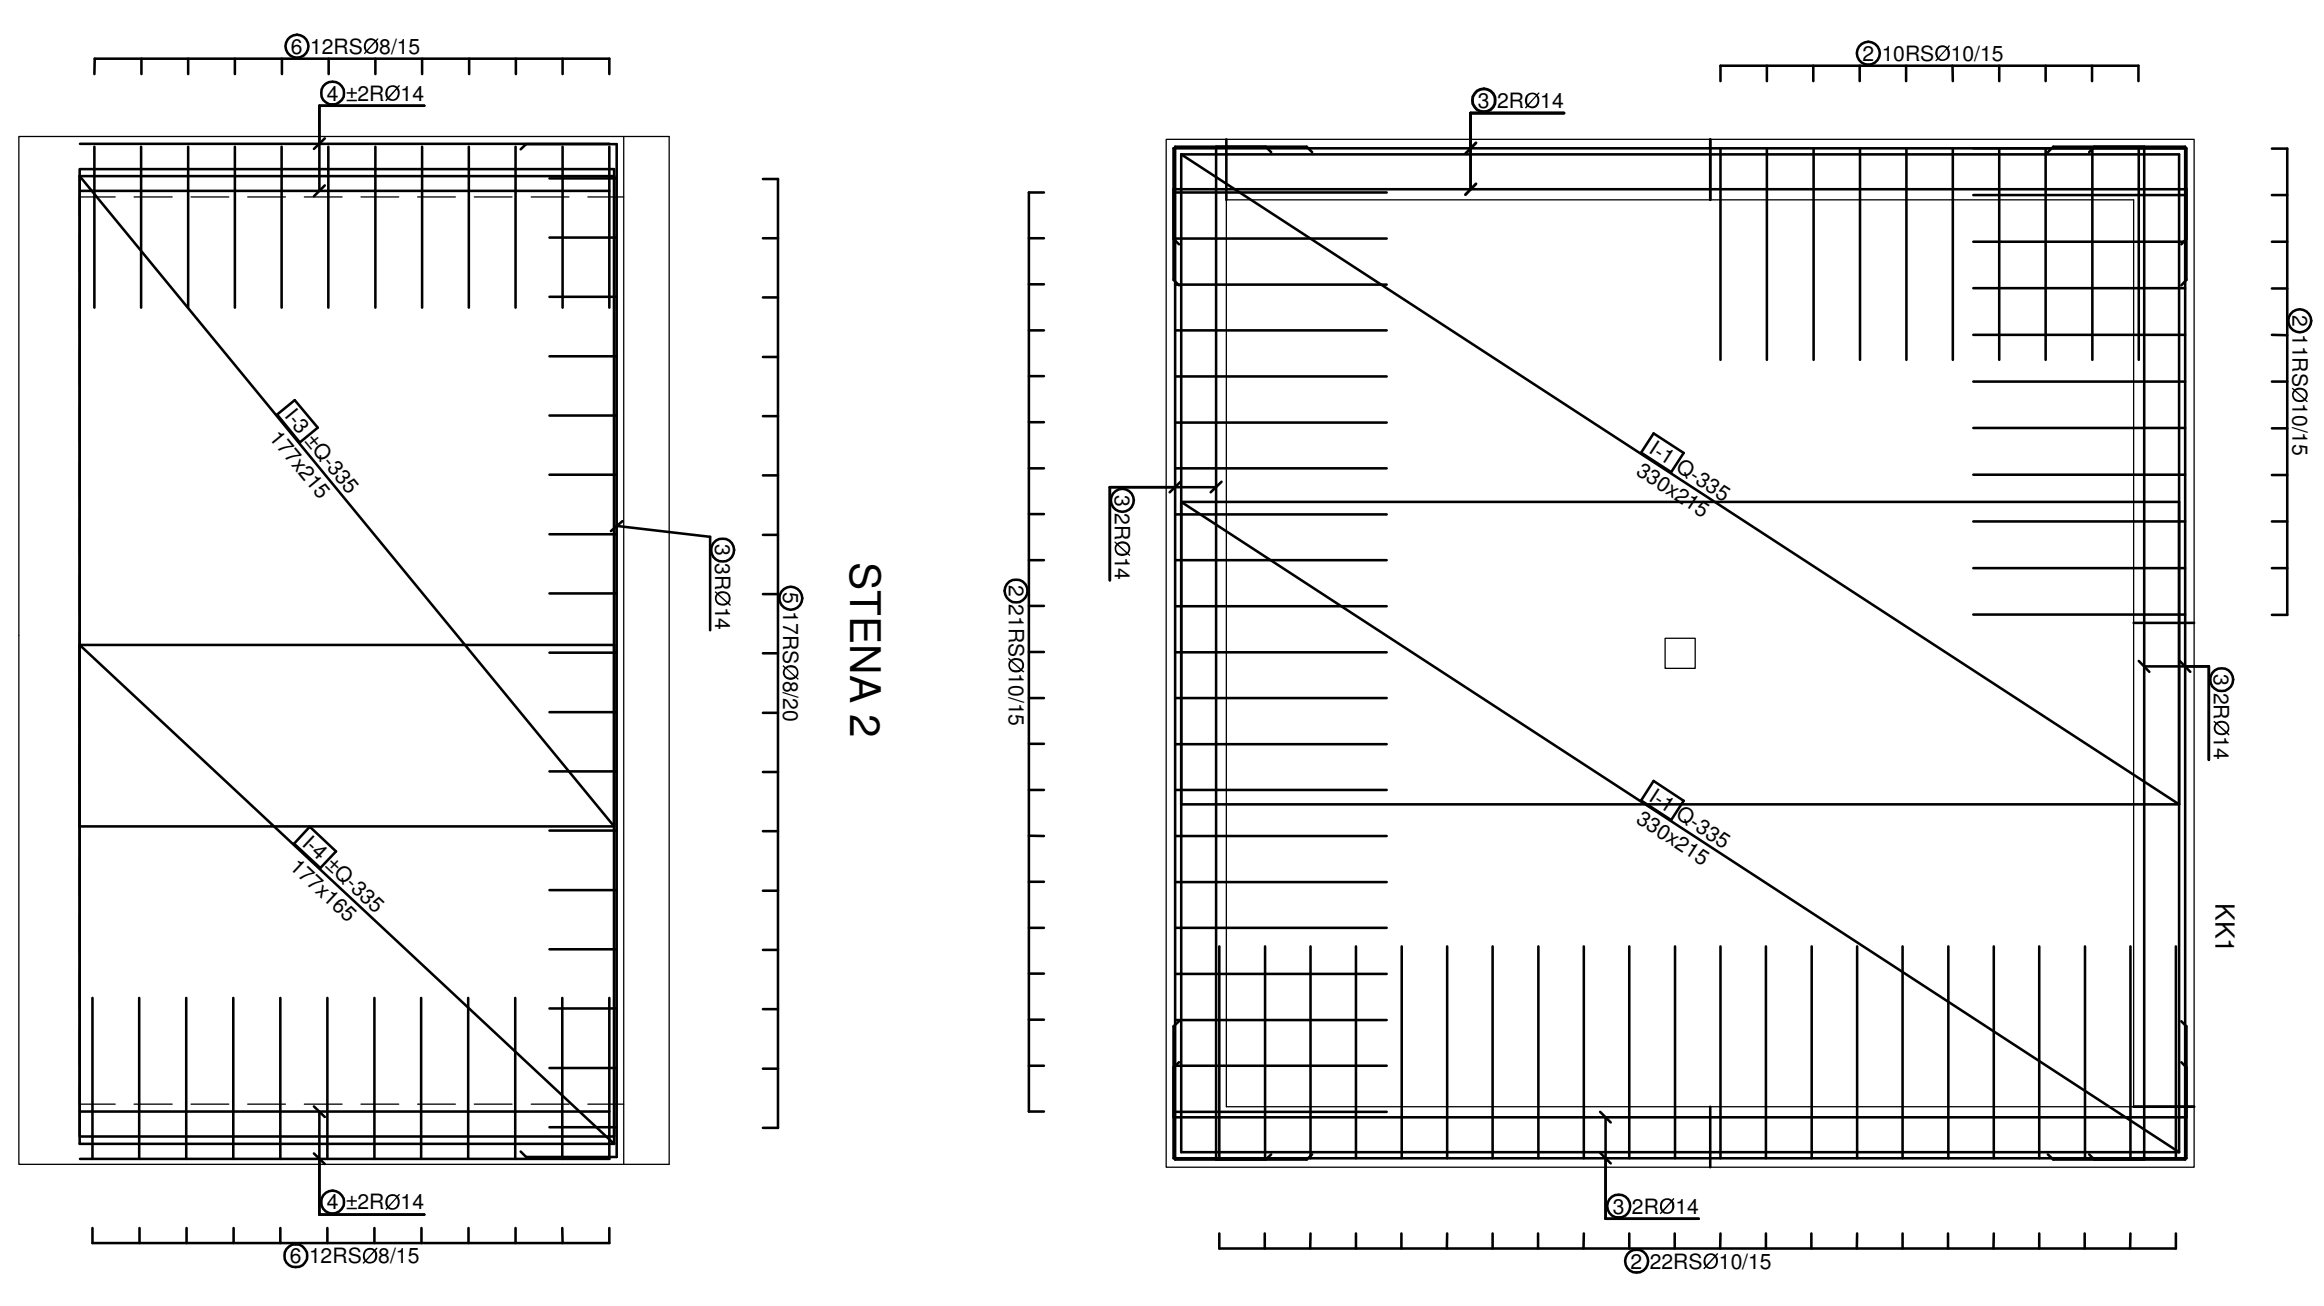 ⑥12RSØ8/15
④±2RØ14
I-3 ±Q-335
177x215
③3RØ14
⑤17RSØ8/20
I-4 ±Q-335
177x165
④±2RØ14
⑥12RSØ8/15
STENA 2
②10RSØ10/15
③2RØ14
②11RSØ10/15
I-1 Q-335
330x215
③2RØ14
②21RSØ10/15
③2RØ14
I-1 Q-335
330x215
KK1
③2RØ14
②22RSØ10/15